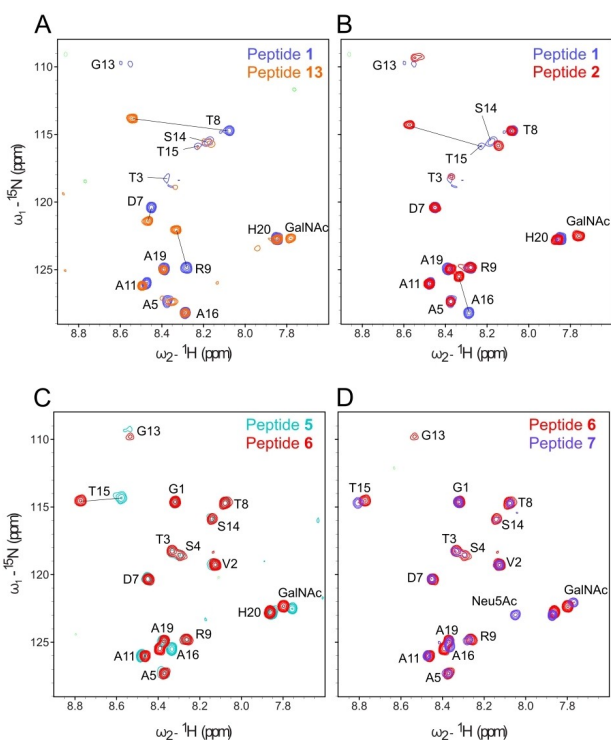 A
Peptide 1
Peptide 13
G13
T8
S14
T15
T3
D7
H20
GalNAc
A19
R9
A11
A5
A16
110
115
120
125
8.8 8.6 8.4 8.2 8.0 7.8
ω1 - 15N (ppm)
ω2 - 1H (ppm)
B
Peptide 1
Peptide 2
G13
S14
T8
T15
T3
D7
H20
GalNAc
A19
R9
A11
A16
A5
110
115
120
125
8.8 8.6 8.4 8.2 8.0 7.8 7.6
ω2 - 1H (ppm)
C
Peptide 5
Peptide 6
G13
T15
G1
T8
S14
T3
S4
V2
D7
GalNAc
H20
A19
R9
A11
A16
A5
110
115
120
125
8.8 8.6 8.4 8.2 8.0 7.8
ω1 - 15N (ppm)
ω2 - 1H (ppm)
D
Peptide 6
Peptide 7
G13
T15
G1
T8
S14
T3
S4
V2
D7
GalNAc
Neu5Ac
A19
R9
A11
A16
A5
110
115
120
125
8.8 8.6 8.4 8.2 8.0 7.8
ω2 - 1H (ppm)